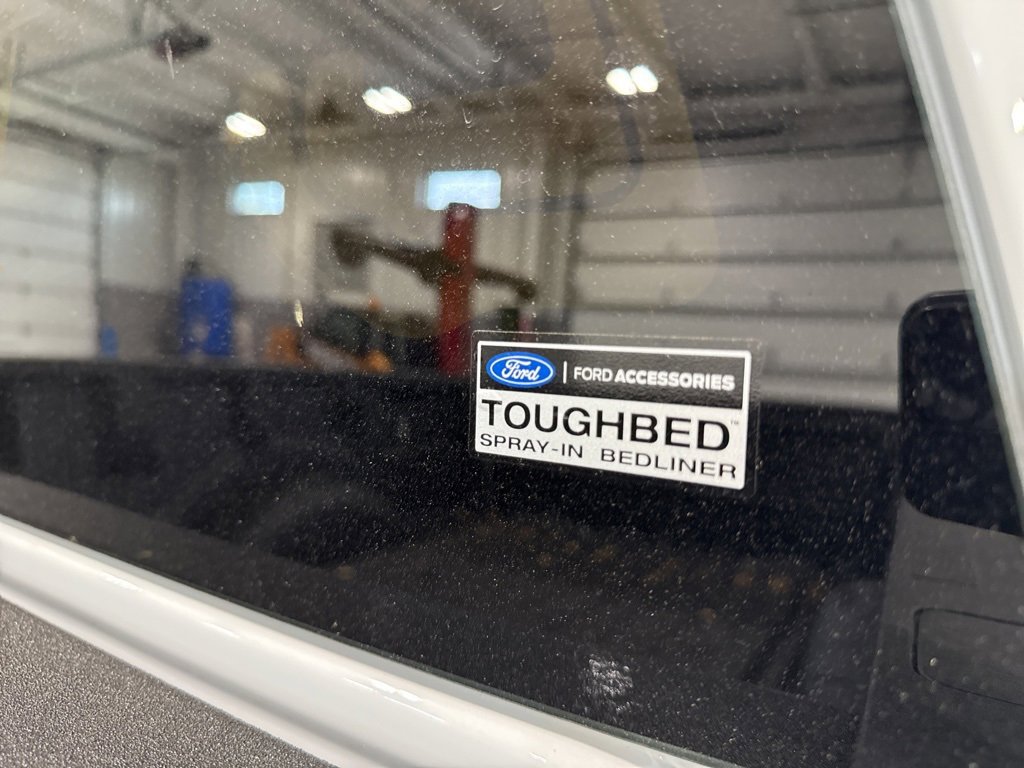 Ford | FORD ACCESSORIES
TOUGHBED™
SPRAY-IN BEDLINER